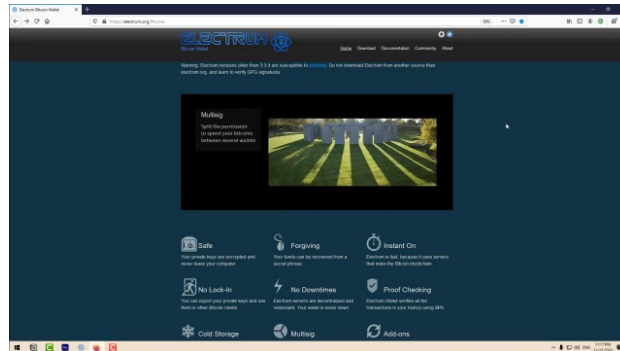 Electrum Bitcoin Wallet
https://electrum.org/#home
ELECTRUM
Bitcoin Wallet
Home Download Documentation Community About
Warning: Electrum versions older than 3.3.4 are susceptible to phishing. Do not download Electrum from another source than
electrum.org, and learn to verify GPG signatures.
Multisig
Split the permission
to spend your bitcoins
between several wallets
Safe
Your private keys are encrypted and
never leave your computer.
Forgiving
Your funds can be recovered from a
secret phrase.
Instant On
Electrum is fast, because it uses servers
that index the Bitcoin blockchain.
No Lock-In
You can export your private keys and use
them in other Bitcoin clients.
No Downtimes
Electrum servers are decentralized and
redundant. Your wallet is never down.
Proof Checking
Electrum Wallet verifies all the
transactions in your history using SPV.
Cold Storage
Multisig
Add-ons
ENG
11:17 PM